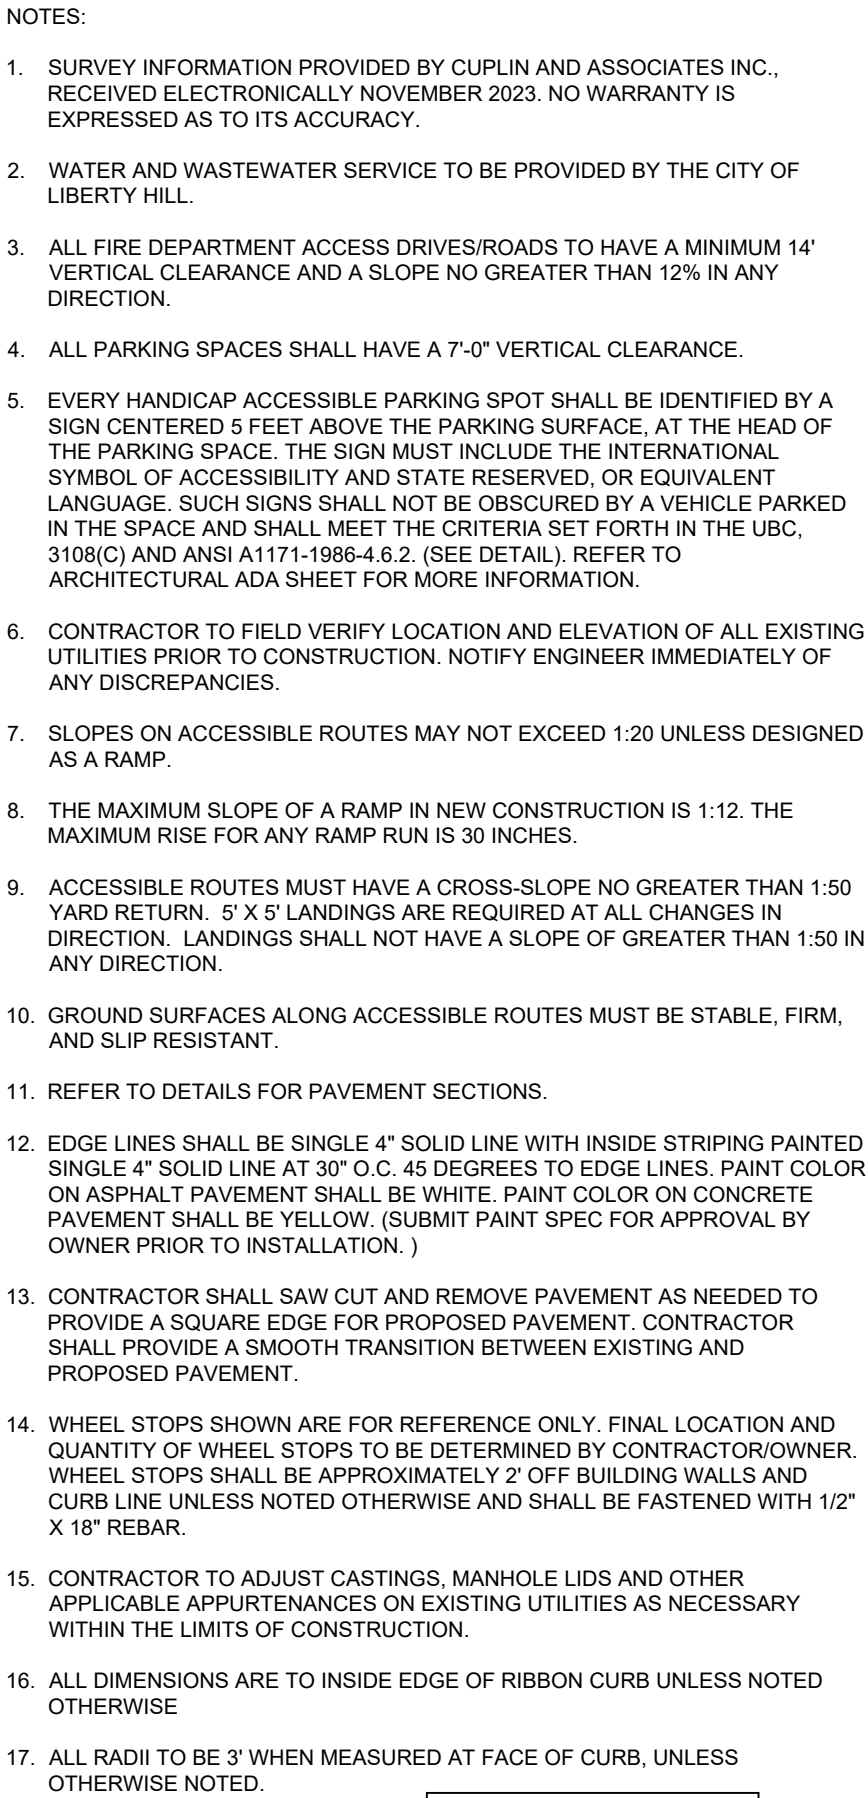 NOTES:
1. SURVEY INFORMATION PROVIDED BY CUPLIN AND ASSOCIATES INC.,
RECEIVED ELECTRONICALLY NOVEMBER 2023. NO WARRANTY IS
EXPRESSED AS TO ITS ACCURACY.
2. WATER AND WASTEWATER SERVICE TO BE PROVIDED BY THE CITY OF
LIBERTY HILL.
3. ALL FIRE DEPARTMENT ACCESS DRIVES/ROADS TO HAVE A MINIMUM 14'
VERTICAL CLEARANCE AND A SLOPE NO GREATER THAN 12% IN ANY
DIRECTION.
4. ALL PARKING SPACES SHALL HAVE A 7'-0" VERTICAL CLEARANCE.
5. EVERY HANDICAP ACCESSIBLE PARKING SPOT SHALL BE IDENTIFIED BY A
SIGN CENTERED 5 FEET ABOVE THE PARKING SURFACE, AT THE HEAD OF
THE PARKING SPACE. THE SIGN MUST INCLUDE THE INTERNATIONAL
SYMBOL OF ACCESSIBILITY AND STATE RESERVED, OR EQUIVALENT
LANGUAGE. SUCH SIGNS SHALL NOT BE OBSCURED BY A VEHICLE PARKED
IN THE SPACE AND SHALL MEET THE CRITERIA SET FORTH IN THE UBC,
3108(C) AND ANSI A1171-1986-4.6.2. (SEE DETAIL). REFER TO
ARCHITECTURAL ADA SHEET FOR MORE INFORMATION.
6. CONTRACTOR TO FIELD VERIFY LOCATION AND ELEVATION OF ALL EXISTING
UTILITIES PRIOR TO CONSTRUCTION. NOTIFY ENGINEER IMMEDIATELY OF
ANY DISCREPANCIES.
7. SLOPES ON ACCESSIBLE ROUTES MAY NOT EXCEED 1:20 UNLESS DESIGNED
AS A RAMP.
8. THE MAXIMUM SLOPE OF A RAMP IN NEW CONSTRUCTION IS 1:12. THE
MAXIMUM RISE FOR ANY RAMP RUN IS 30 INCHES.
9. ACCESSIBLE ROUTES MUST HAVE A CROSS-SLOPE NO GREATER THAN 1:50
YARD RETURN. 5' X 5' LANDINGS ARE REQUIRED AT ALL CHANGES IN
DIRECTION. LANDINGS SHALL NOT HAVE A SLOPE OF GREATER THAN 1:50 IN
ANY DIRECTION.
10. GROUND SURFACES ALONG ACCESSIBLE ROUTES MUST BE STABLE, FIRM,
AND SLIP RESISTANT.
11. REFER TO DETAILS FOR PAVEMENT SECTIONS.
12. EDGE LINES SHALL BE SINGLE 4" SOLID LINE WITH INSIDE STRIPING PAINTED
SINGLE 4" SOLID LINE AT 30" O.C. 45 DEGREES TO EDGE LINES. PAINT COLOR
ON ASPHALT PAVEMENT SHALL BE WHITE. PAINT COLOR ON CONCRETE
PAVEMENT SHALL BE YELLOW. (SUBMIT PAINT SPEC FOR APPROVAL BY
OWNER PRIOR TO INSTALLATION. )
13. CONTRACTOR SHALL SAW CUT AND REMOVE PAVEMENT AS NEEDED TO
PROVIDE A SQUARE EDGE FOR PROPOSED PAVEMENT. CONTRACTOR
SHALL PROVIDE A SMOOTH TRANSITION BETWEEN EXISTING AND
PROPOSED PAVEMENT.
14. WHEEL STOPS SHOWN ARE FOR REFERENCE ONLY. FINAL LOCATION AND
QUANTITY OF WHEEL STOPS TO BE DETERMINED BY CONTRACTOR/OWNER.
WHEEL STOPS SHALL BE APPROXIMATELY 2' OFF BUILDING WALLS AND
CURB LINE UNLESS NOTED OTHERWISE AND SHALL BE FASTENED WITH 1/2"
X 18" REBAR.
15. CONTRACTOR TO ADJUST CASTINGS, MANHOLE LIDS AND OTHER
APPLICABLE APPURTENANCES ON EXISTING UTILITIES AS NECESSARY
WITHIN THE LIMITS OF CONSTRUCTION.
16. ALL DIMENSIONS ARE TO INSIDE EDGE OF RIBBON CURB UNLESS NOTED
OTHERWISE
17. ALL RADII TO BE 3' WHEN MEASURED AT FACE OF CURB, UNLESS
OTHERWISE NOTED.